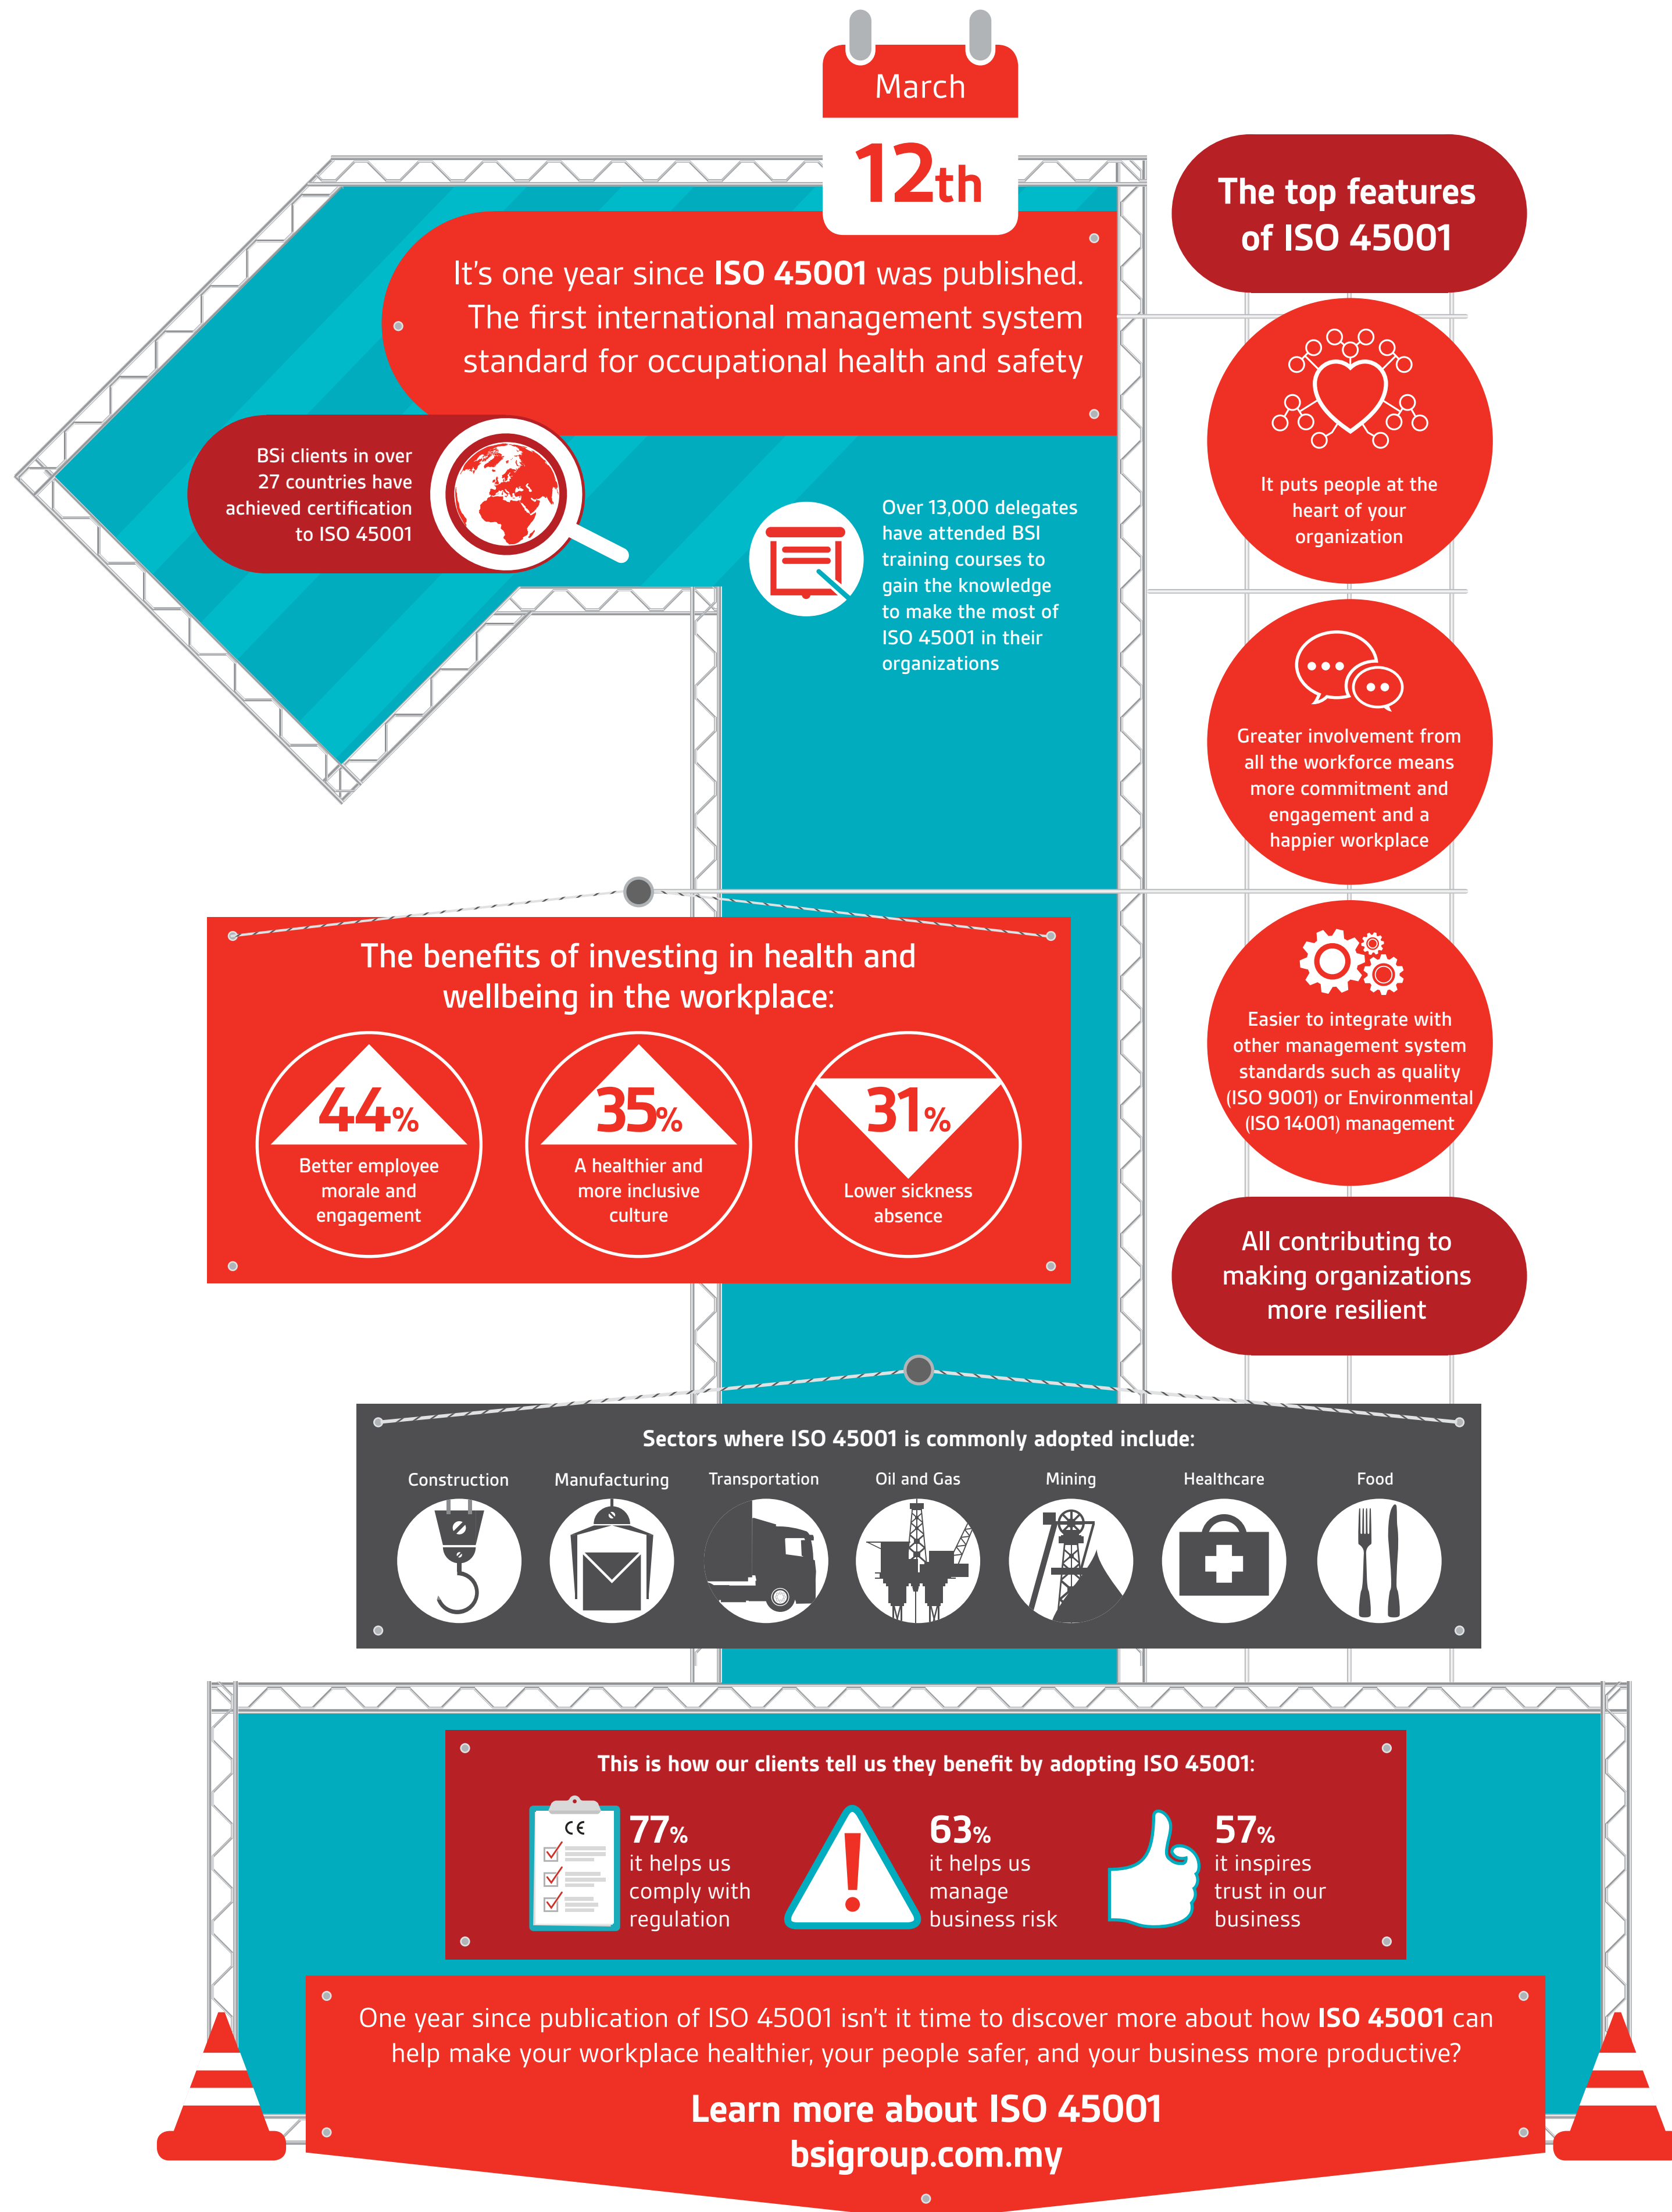 March
12th
It's one year since ISO 45001 was published.
The first international management system
standard for occupational health and safety
BSi clients in over
27 countries have
achieved certification
to ISO 45001
Over 13,000 delegates
have attended BSI
training courses to
gain the knowledge
to make the most of
ISO 45001 in their
organizations
The top features
of ISO 45001
It puts people at the
heart of your
organization
Greater involvement from
all the workforce means
more commitment and
engagement and a
happier workplace
Easier to integrate with
other management system
standards such as quality
(ISO 9001) or Environmental
(ISO 14001) management
All contributing to
making organizations
more resilient
The benefits of investing in health and
wellbeing in the workplace:
44%
Better employee
morale and
engagement
35%
A healthier and
more inclusive
culture
31%
Lower sickness
absence
Sectors where ISO 45001 is commonly adopted include:
Construction
Manufacturing
Transportation
Oil and Gas
Mining
Healthcare
Food
This is how our clients tell us they benefit by adopting ISO 45001:
CE
77%
it helps us
comply with
regulation
63%
it helps us
manage
business risk
57%
it inspires
trust in our
business
One year since publication of ISO 45001 isn't it time to discover more about how ISO 45001 can
help make your workplace healthier, your people safer, and your business more productive?
Learn more about ISO 45001
bsigroup.com.my